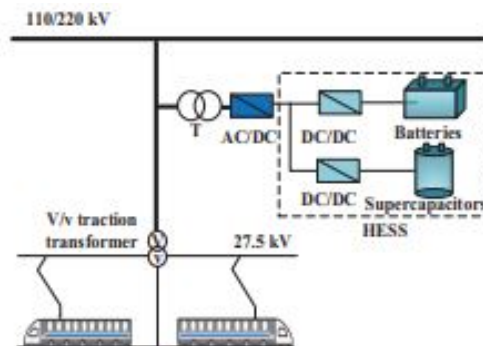 110/220 kV
T
AC/DC
DC/DC
Batteries
DC/DC
Supercapacitors
HESS
V/v traction
transformer
27.5 kV
V
v